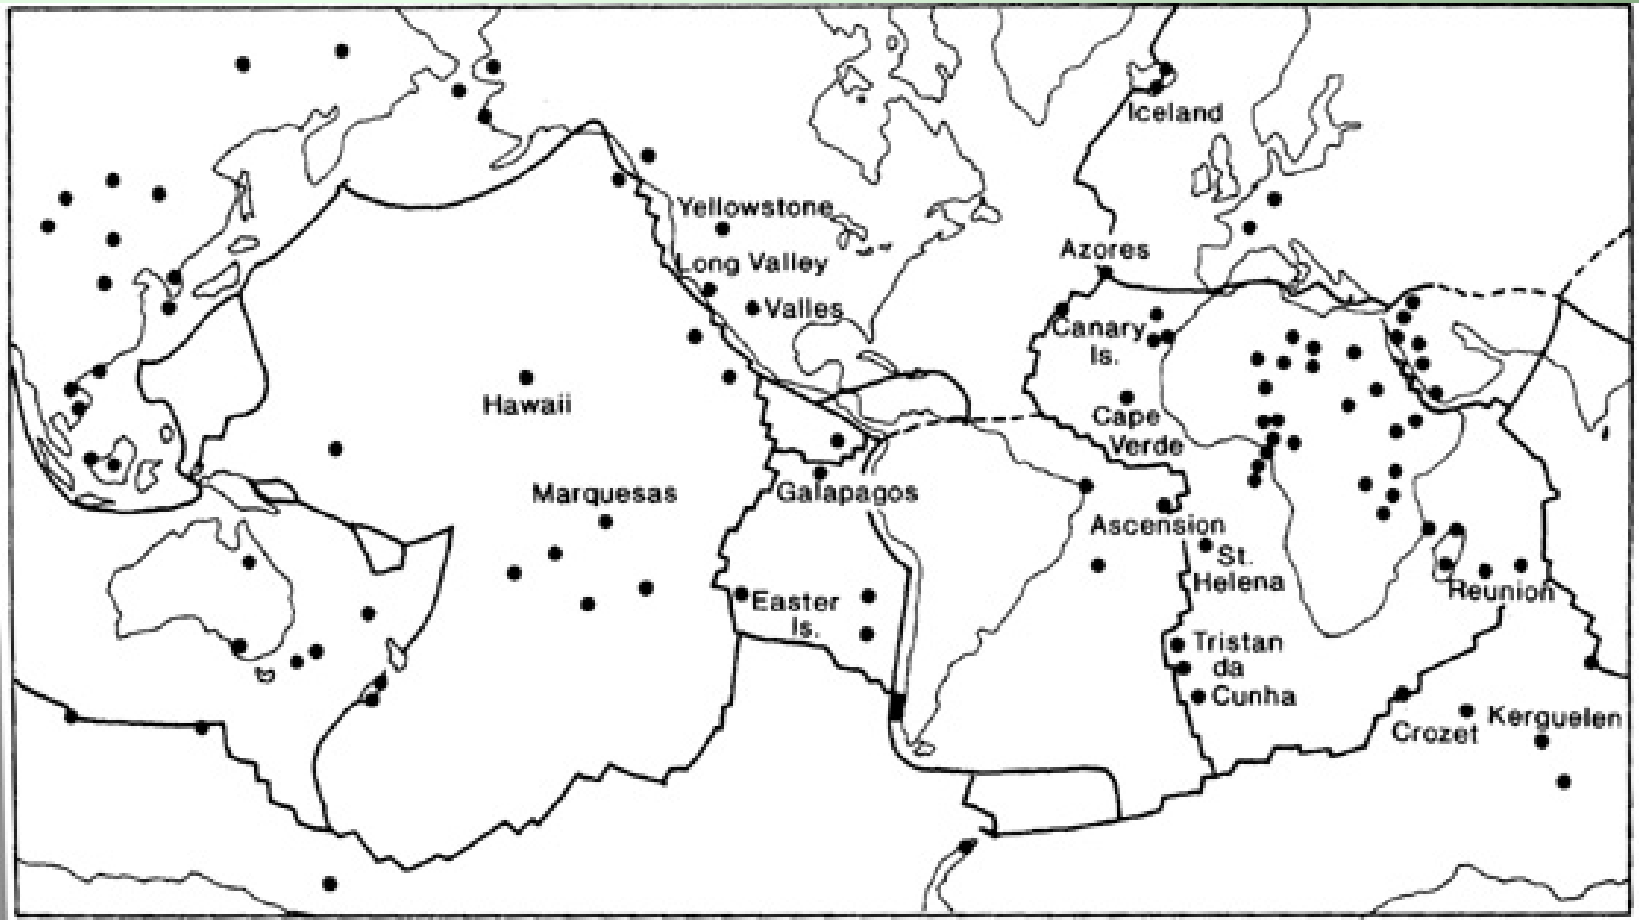 Iceland
Yellowstone
Azores
Long Valley
Valles
Canary
Is.
Hawaii
Cape
Verde
Marquesas
Galapagos
Ascension
St.
Helena
Easter
Is.
Reunion
Tristan
da
Cunha
Crozet
Kerguelen